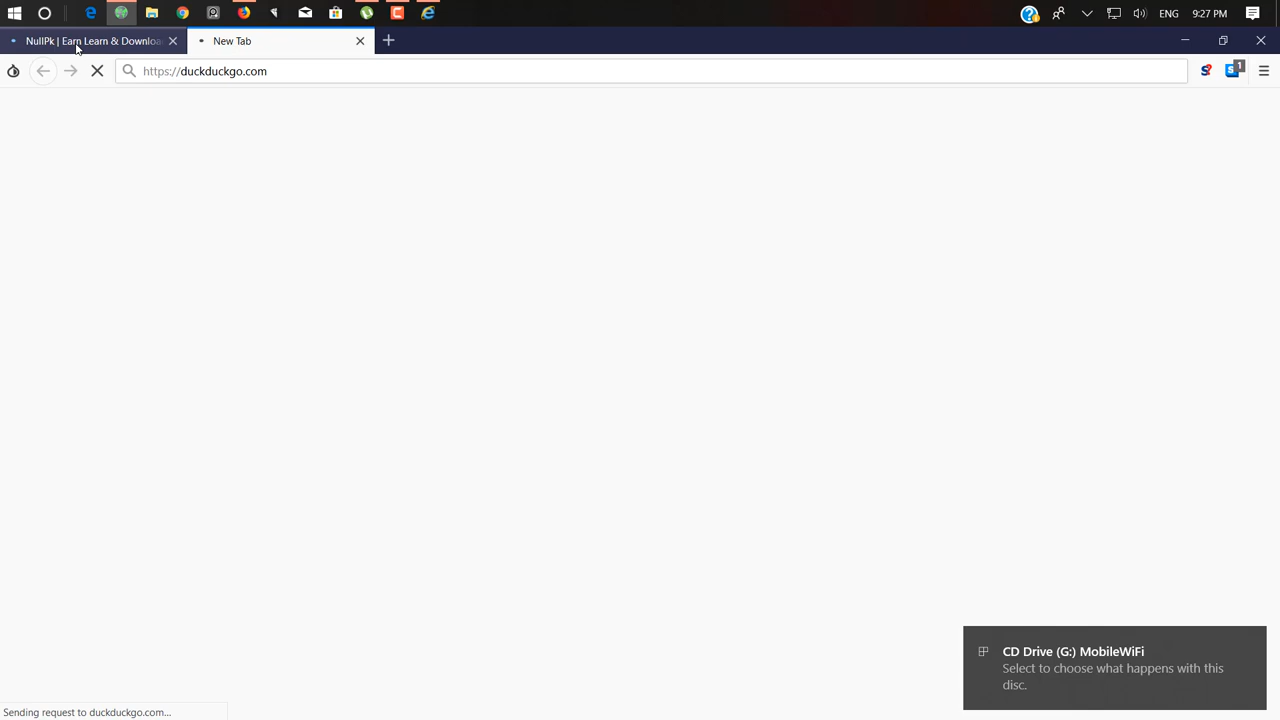 ENG 9:27 PM
NullPk | Earn Learn & Downloa
New Tab
https://duckduckgo.com
1
CD Drive (G:) MobileWiFi
Select to choose what happens with this
disc.
Sending request to duckduckgo.com...